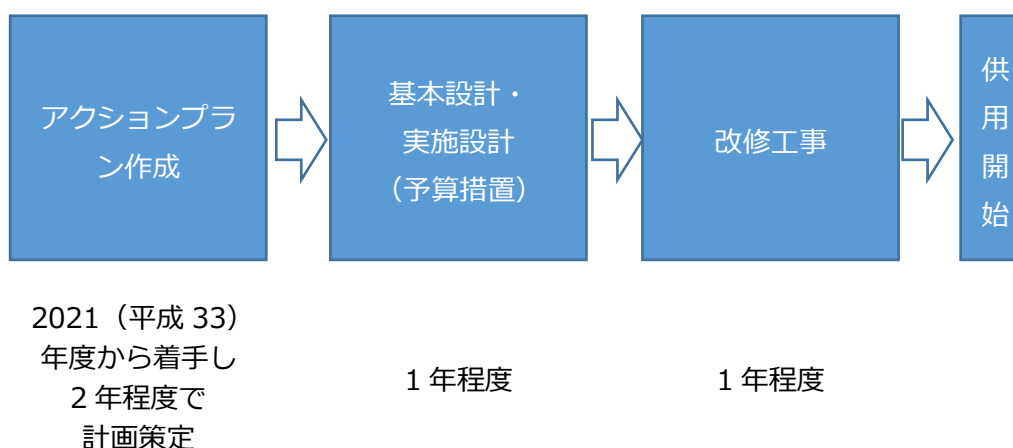 アクションプラ
ン作成
基本設計・
実施設計
（予算措置）
改修工事
供
用
開
始
2021（平成 33）
年度から着手し
2 年程度で
計画策定
1 年程度
1 年程度